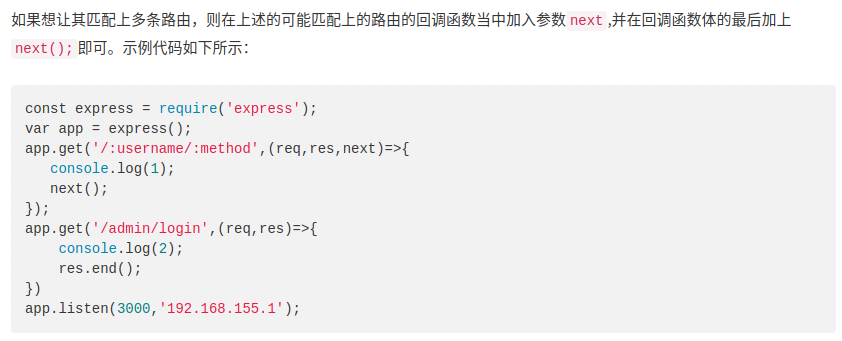 如果想让其匹配上多条路由，则在上述的可能匹配上的路由的回调函数当中加入参数 next ,并在回调函数体的最后加上
next(); 即可。示例代码如下所示：
const express = require('express');
var app = express();
app.get('/:username/:method',(req,res,next)=>{
   console.log(1);
   next();
});
app.get('/admin/login',(req,res)=>{
    console.log(2);
    res.end();
})
app.listen(3000,'192.168.155.1');